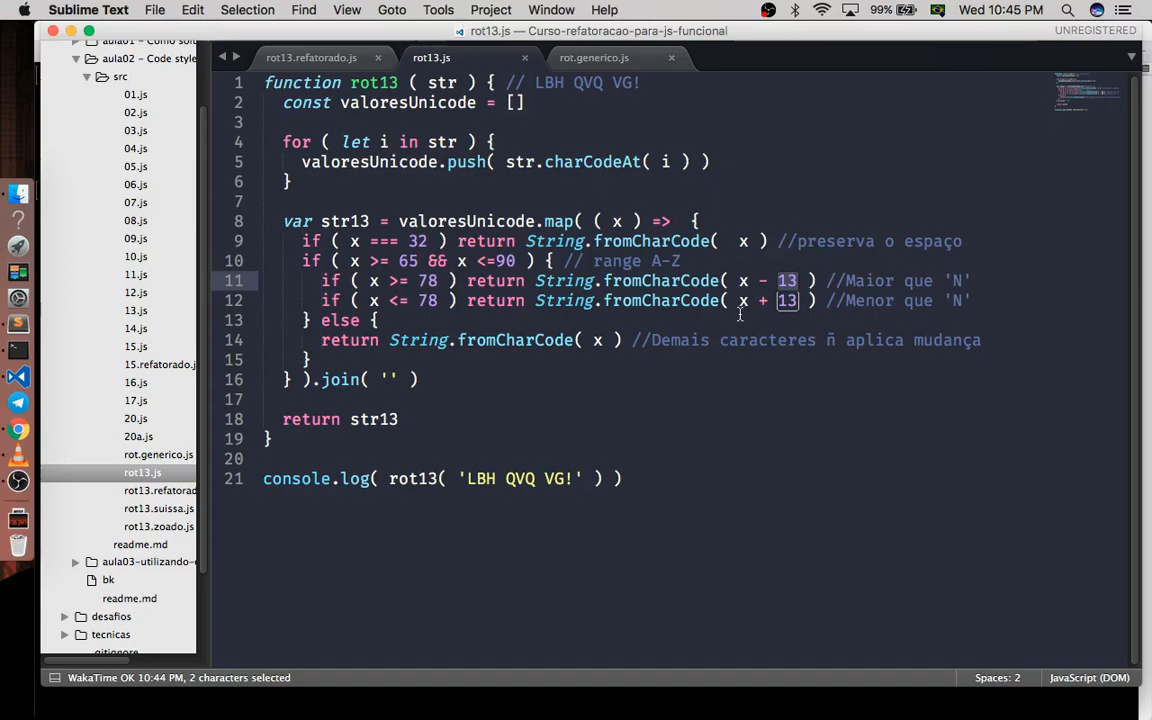 Sublime Text File Edit Selection Find View Goto Tools Project Window Help 99% Wed 10:45 PM
rot13.js — Curso-refatoracao-para-js-funcional UNREGISTERED
aula02 - Code style
src
01.js
02.js
03.js
04.js
05.js
06.js
07.js
08.js
09.js
10.js
11.js
12.js
13.js
14.js
15.js
15.refatorado.j
16.js
17.js
20.js
20a.js
rot.generico.js
rot13.js
rot13.refatorad
rot13.suissa.js
rot13.zoado.js
readme.md
aula03-utilizando-c
bk
readme.md
desafios
tecnicas
.gitignore
rot13.refatorado.js × rot13.js × rot.generico.js ×
1 function rot13 ( str ) { // LBH QVQ VG!
2 const valoresUnicode = []
3
4 for ( let i in str ) {
5 valoresUnicode.push( str.charCodeAt( i ) )
6 }
7
8 var str13 = valoresUnicode.map( ( x ) =>  {
9 if ( x === 32 ) return String.fromCharCode(  x ) //preserva o espaço
10 if ( x >= 65 && x <=90 ) { // range A-Z
11 if ( x >= 78 ) return String.fromCharCode( x - 13 ) //Maior que 'N'
12 if ( x <= 78 ) return String.fromCharCode( x + 13 ) //Menor que 'N'
13 } else {
14 return String.fromCharCode( x ) //Demais caracteres ñ aplica mudança
15 }
16 } ).join( '' )
17
18 return str13
19 }
20
21 console.log( rot13( 'LBH QVQ VG!' ) )
WakaTime OK 10:44 PM, 2 characters selected Spaces: 2 JavaScript (DOM)